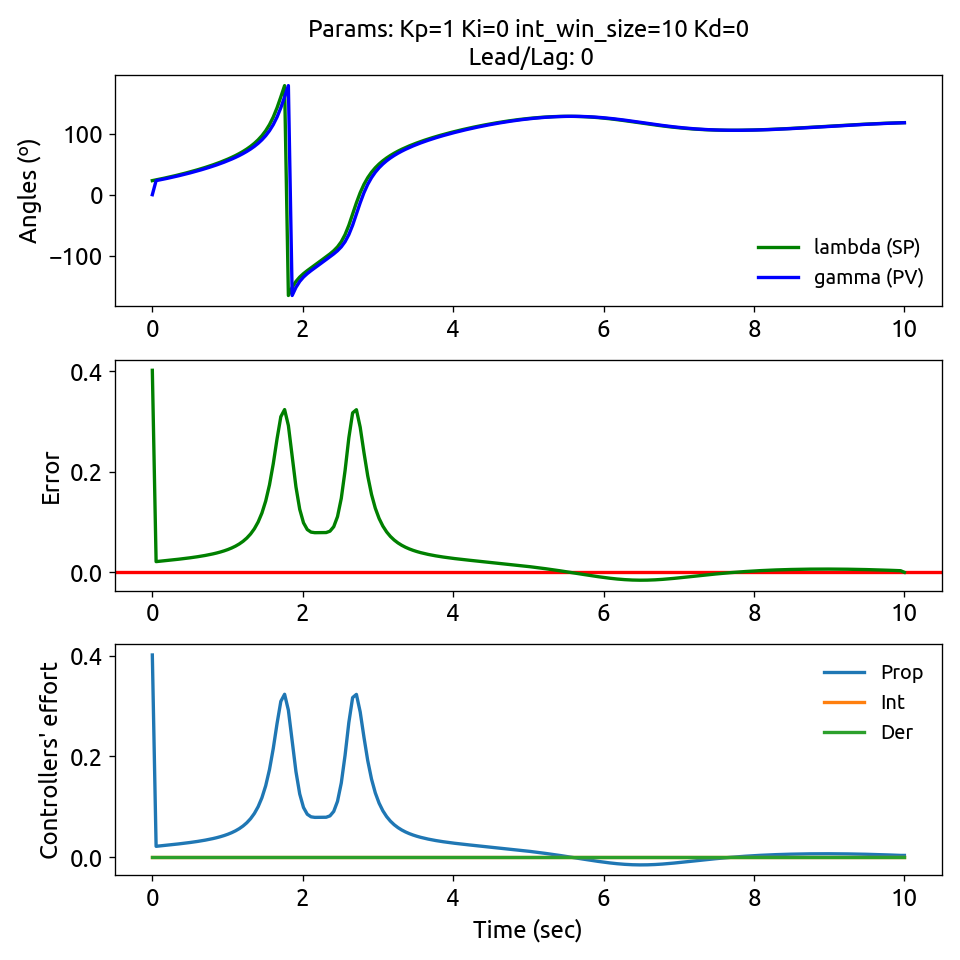 Params: Kp=1 Ki=0 int_win_size=10 Kd=0
Lead/Lag: 0
Angles (º)
100
0
−100
lambda (SP)
gamma (PV)
0 2 4 6 8 10
Error
0.4
0.2
0.0
0 2 4 6 8 10
Controllers' effort
0.4
0.2
0.0
Prop
Int
Der
0 2 4 6 8 10
Time (sec)